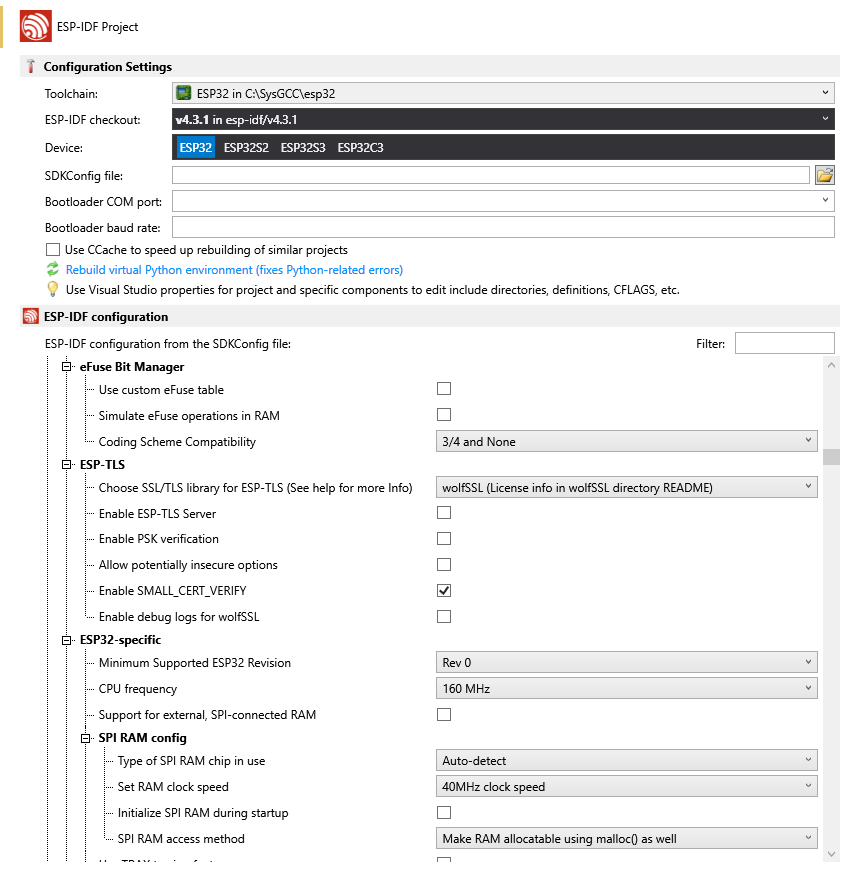 ESP-IDF Project
Configuration Settings
Toolchain: ESP32 in C:\SysGCC\esp32
ESP-IDF checkout: v4.3.1 in esp-idf/v4.3.1
Device: ESP32 ESP32S2 ESP32S3 ESP32C3
SDKConfig file:
Bootloader COM port:
Bootloader baud rate:
Use CCache to speed up rebuilding of similar projects
Rebuild virtual Python environment (fixes Python-related errors)
Use Visual Studio properties for project and specific components to edit include directories, definitions, CFLAGS, etc.
ESP-IDF configuration
ESP-IDF configuration from the SDKConfig file: Filter:
eFuse Bit Manager
Use custom eFuse table
Simulate eFuse operations in RAM
Coding Scheme Compatibility 3/4 and None
ESP-TLS
Choose SSL/TLS library for ESP-TLS (See help for more Info) wolfSSL (License info in wolfSSL directory README)
Enable ESP-TLS Server
Enable PSK verification
Allow potentially insecure options
Enable SMALL_CERT_VERIFY
Enable debug logs for wolfSSL
ESP32-specific
Minimum Supported ESP32 Revision Rev 0
CPU frequency 160 MHz
Support for external, SPI-connected RAM
SPI RAM config
Type of SPI RAM chip in use Auto-detect
Set RAM clock speed 40MHz clock speed
Initialize SPI RAM during startup
SPI RAM access method Make RAM allocatable using malloc() as well